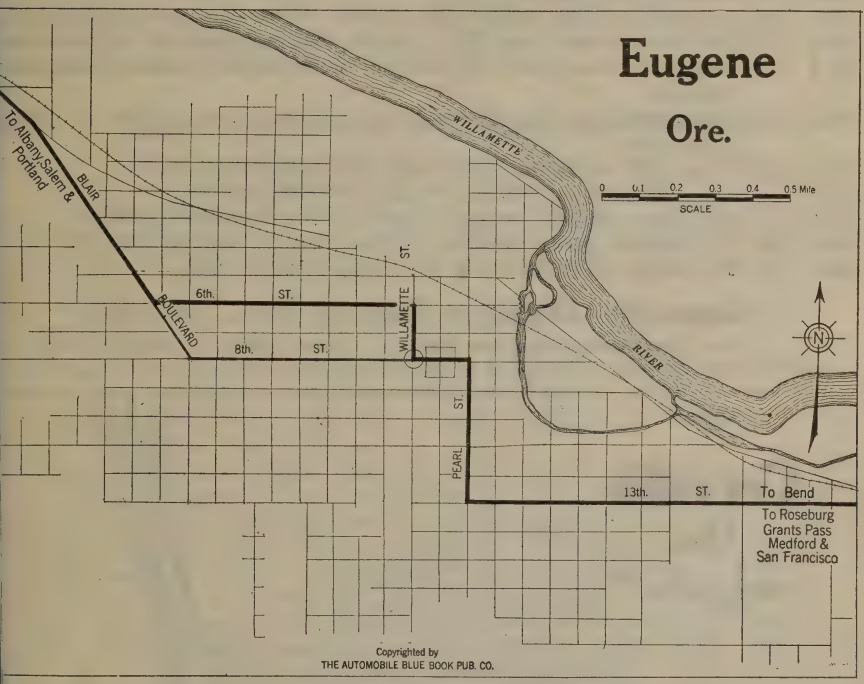 Eugene
Ore.
WILLAMETTE
0 0.1 0.2 0.3 0.4 0.5 Mile
SCALE
To Albany, Salem &
Portland
BLAIR
BOULEVARD
6th. ST.
WILLAMETTE ST.
8th. ST.
RIVER
N
PEARL ST.
13th. ST.
To Bend
To Roseburg
Grants Pass
Medford &
San Francisco
Copyrighted by
THE AUTOMOBILE BLUE BOOK PUB. CO.